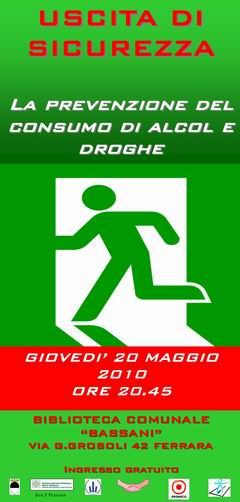 USCITA DI
SICUREZZA
LA PREVENZIONE DEL
CONSUMO DI ALCOL E
DROGHE
GIOVEDI' 20 MAGGIO
2010
ORE 20.45
BIBLIOTECA COMUNALE
"BASSANI"
VIA G.GROSOLI 42 FERRARA
INGRESSO GRATUITO
PROMECO